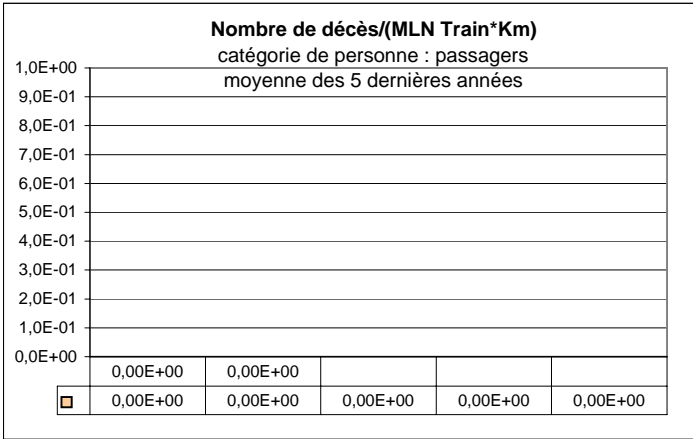 Nombre de décès/(MLN Train*Km)
catégorie de personne : passagers
moyenne des 5 dernières années
1,0E+00
9,0E-01
8,0E-01
7,0E-01
6,0E-01
5,0E-01
4,0E-01
3,0E-01
2,0E-01
1,0E-01
0,0E+00
0,00E+00 0,00E+00
0,00E+00 0,00E+00 0,00E+00 0,00E+00 0,00E+00